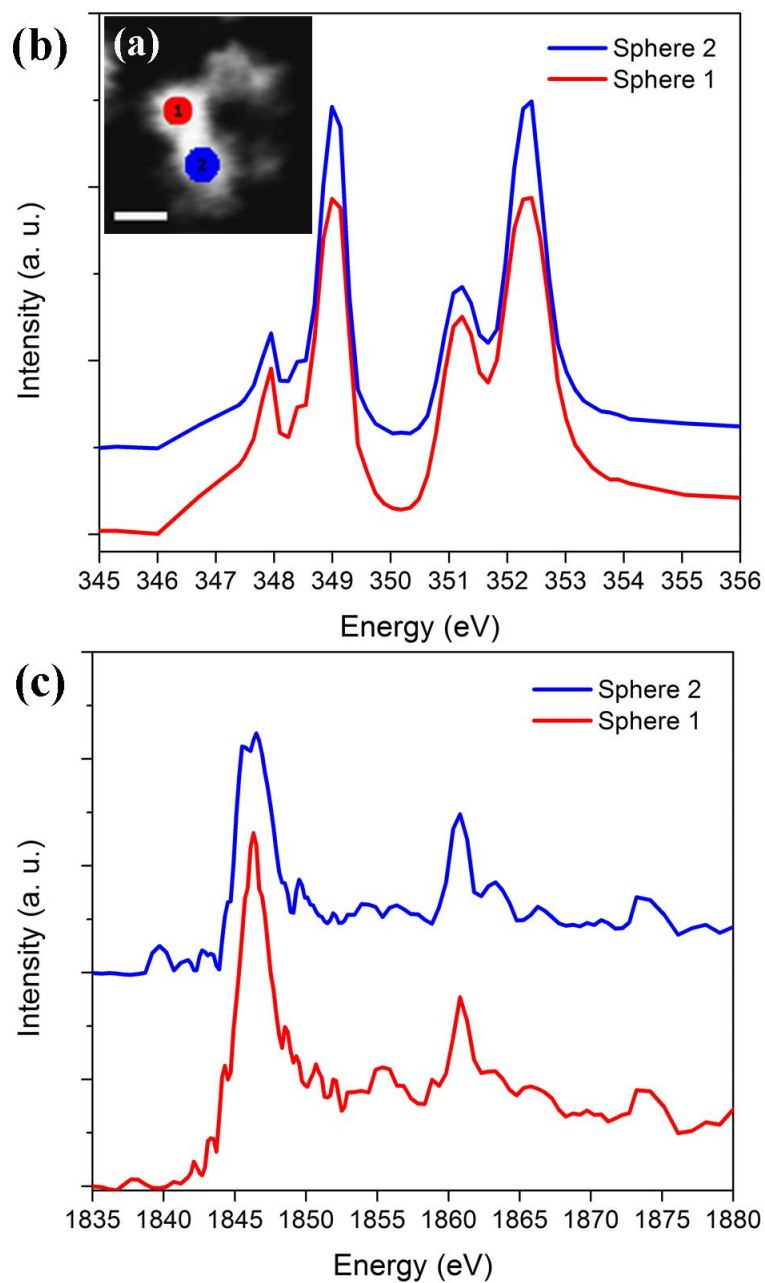 (b)
(a)
1
2
Sphere 2
Sphere 1
Intensity (a. u.)
345 346 347 348 349 350 351 352 353 354 355 356
Energy (eV)
(c)
Sphere 2
Sphere 1
Intensity (a. u.)
1835 1840 1845 1850 1855 1860 1865 1870 1875 1880
Energy (eV)